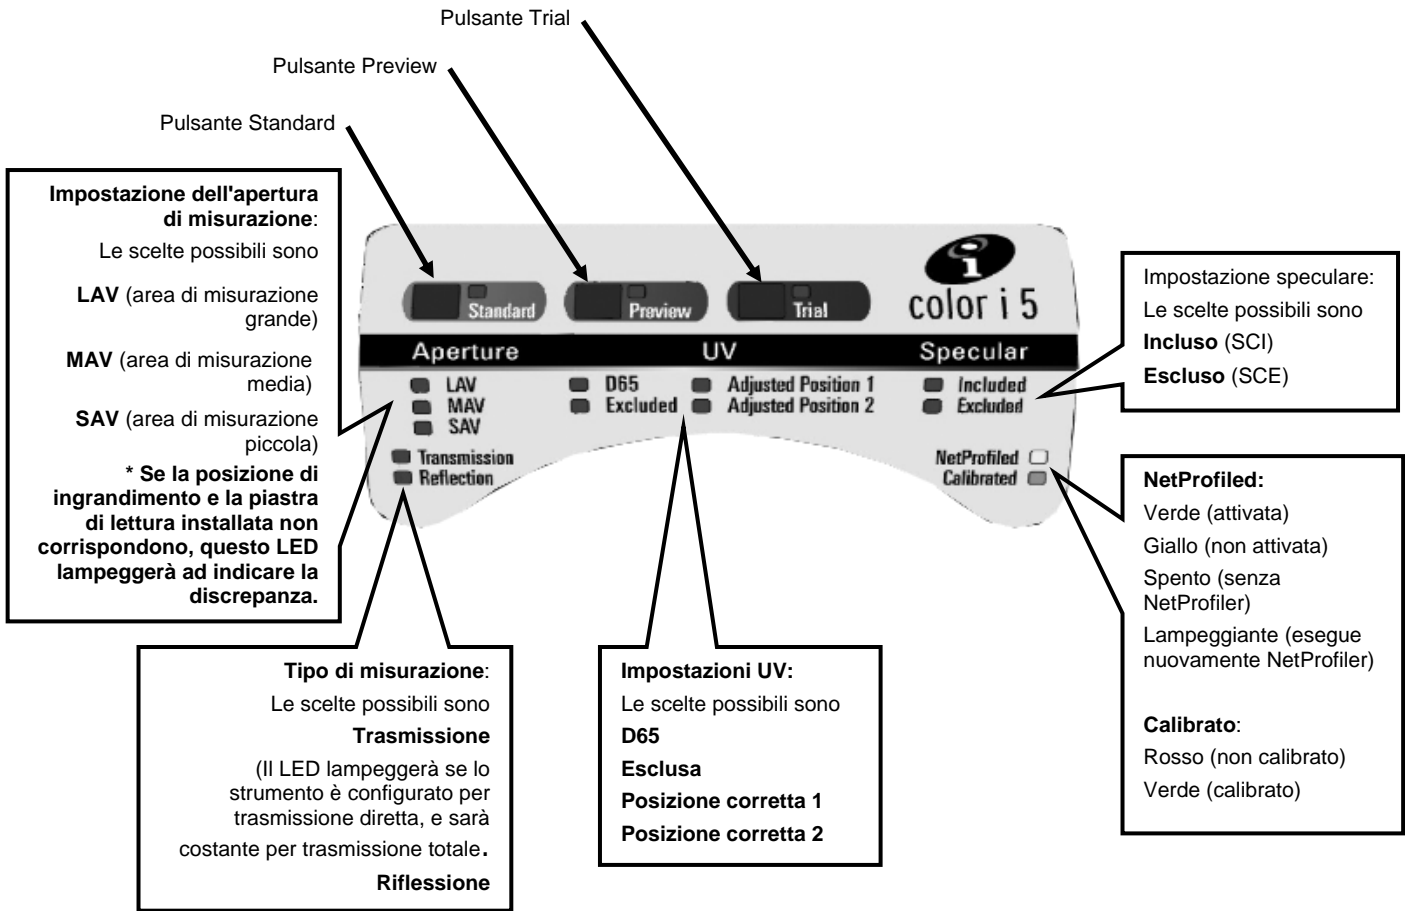 Pulsante Trial
Pulsante Preview
Pulsante Standard
Impostazione dell'apertura
di misurazione:
Le scelte possibili sono
LAV (area di misurazione
grande)
MAV (area di misurazione
media)
SAV (area di misurazione
piccola)
* Se la posizione di
ingrandimento e la piastra
di lettura installata non
corrispondono, questo LED
lampeggerà ad indicare la
discrepanza.
Standard
Preview
Trial
color i 5
Aperture
UV
Specular
LAV
MAV
SAV
D65
Excluded
Adjusted Position 1
Adjusted Position 2
Included
Excluded
Transmission
Reflection
NetProfiled
Calibrated
Impostazione speculare:
Le scelte possibili sono
Incluso (SCI)
Escluso (SCE)
NetProfiled:
Verde (attivata)
Giallo (non attivata)
Spento (senza
NetProfiler)
Lampeggiante (esegue
nuovamente NetProfiler)
Calibrato:
Rosso (non calibrato)
Verde (calibrato)
Tipo di misurazione:
Le scelte possibili sono
Trasmissione
(Il LED lampeggerà se lo
strumento è configurato per
trasmissione diretta, e sarà
costante per trasmissione totale.
Riflessione
Impostazioni UV:
Le scelte possibili sono
D65
Esclusa
Posizione corretta 1
Posizione corretta 2